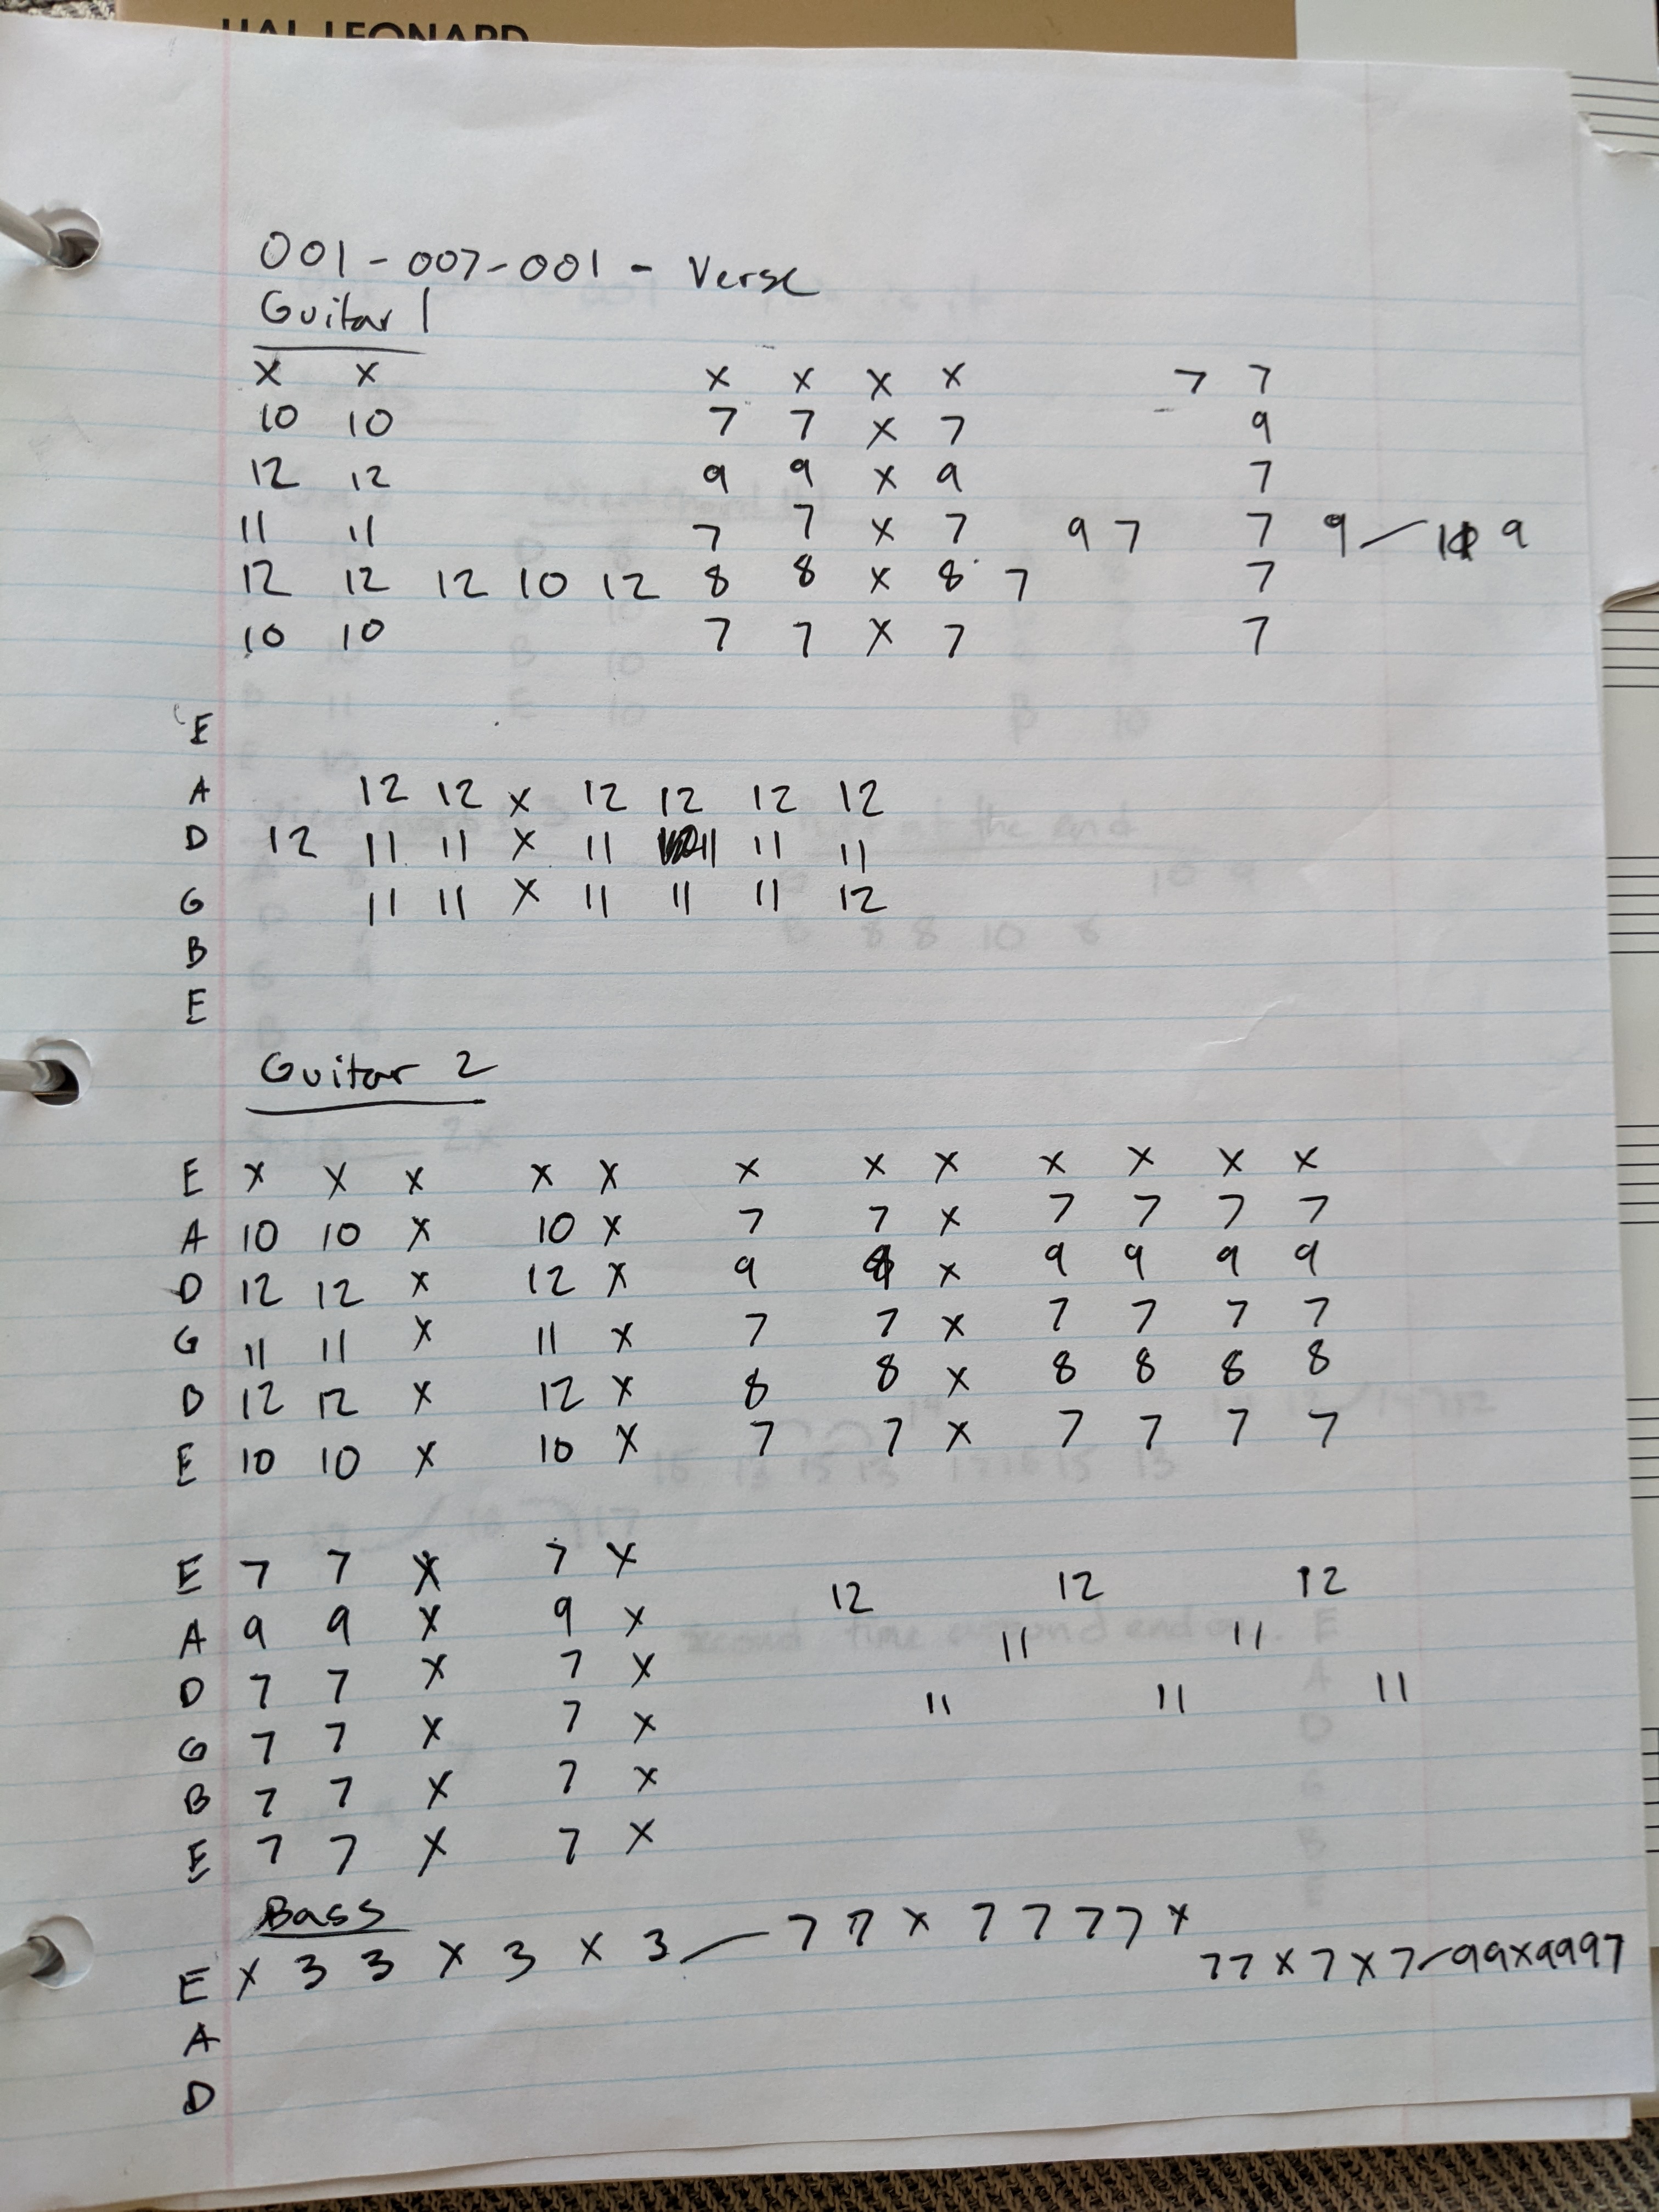 HAL LEONARD
001-007-001 - Verse
Guitar 1
x x x x x x 7 7
10 10 7 7 x 7 9
12 12 9 9 x 9 7
11 11 7 7 x 7 9 7 7 9 / 9
12 12 12 10 12 8 8 x 8 7 7
10 10 7 7 x 7 7
E
A 12 12 x 12 12 12 12
D 12 11 11 x 11 11 11 11
G 11 11 x 11 11 11 12
B
E
Guitar 2
E x x x x x x x x x x x x
A 10 10 x 10 x 7 7 x 7 7 7 7
D 12 12 x 12 x 9 9 x 9 9 9 9
G 11 11 x 11 x 7 7 x 7 7 7 7
B 12 12 x 12 x 8 8 x 8 8 8 8
E 10 10 x 10 x 7 7 x 7 7 7 7
E 7 7 x 7 x 12 12 12
A 9 9 x 9 x 11 11
D 7 7 x 7 x 11 11 11
G 7 7 x 7 x
B 7 7 x 7 x
E 7 7 x 7 x
Bass
E x 3 3 x 3 x 3 / 7 7 x 7 7 7 7 x 7 7 x 7 x 7 / 9 9 x 9 9 9 7
A
D